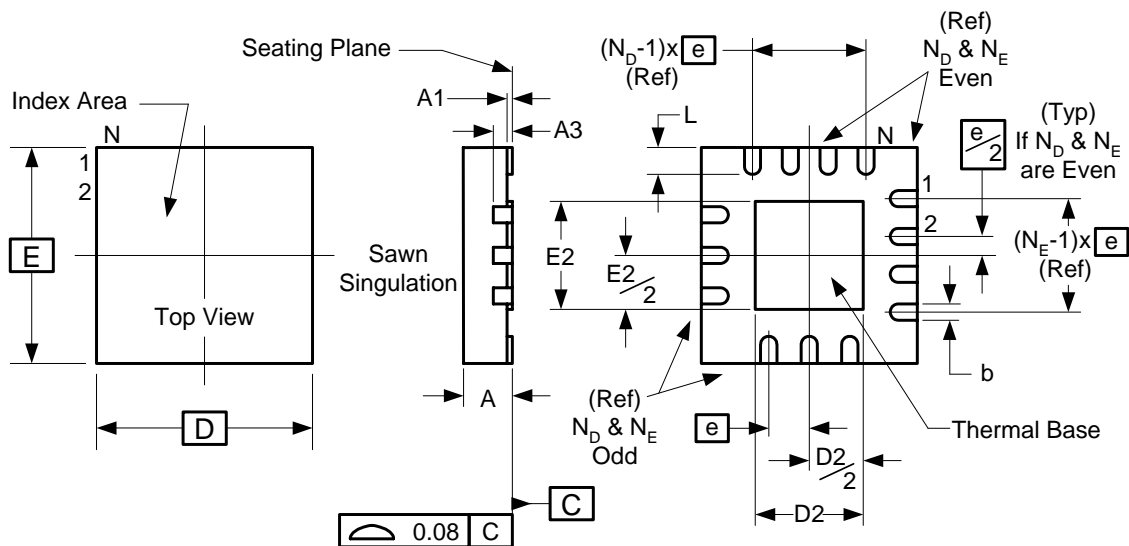 Seating Plane
Index Area
N
1
2
E
Top View
D
A1
A3
Sawn
Singulation
A
C
0.08 C
(N_D-1)x e
(Ref)
(Ref)
N_D & N_E
Even
L
N
e/2
(Typ)
If N_D & N_E
are Even
1
2
(N_E-1)x e
(Ref)
E2
E2/2
b
(Ref)
N_D & N_E
Odd
e
Thermal Base
D2/2
D2